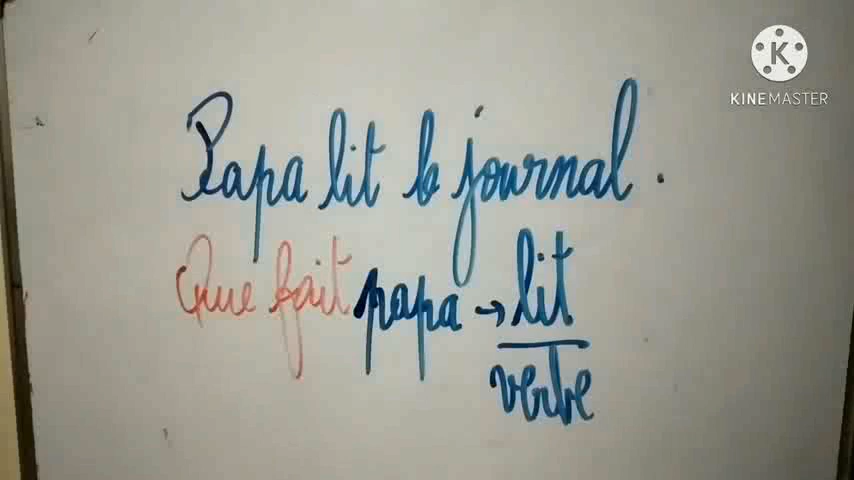 KINEMASTER
Papa lit le journal.
Que fait papa → lit
verbe